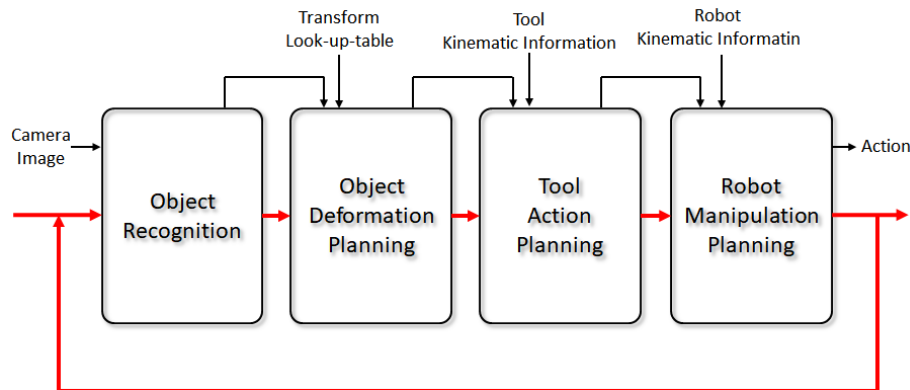 Transform
Look-up-table
Tool
Kinematic Information
Robot
Kinematic Informatin
Camera
Image
Object
Recognition
Object
Deformation
Planning
Tool
Action
Planning
Robot
Manipulation
Planning
Action